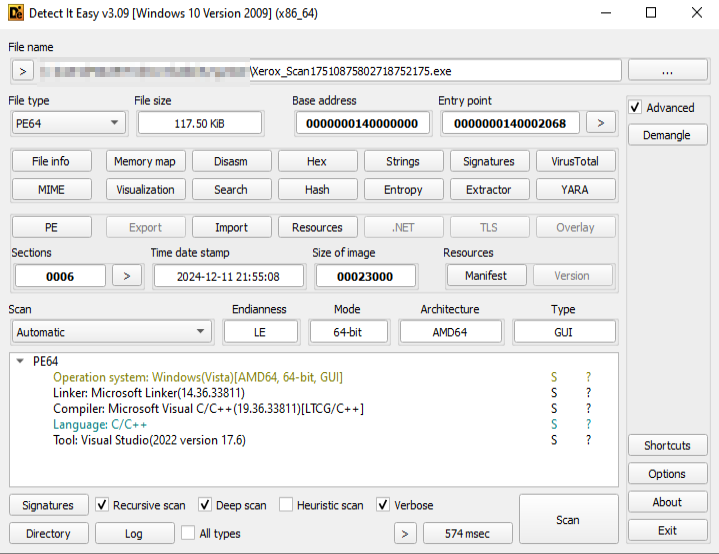 Detect It Easy v3.09 [Windows 10 Version 2009] (x86_64)
File name
> \Xerox_Scan17510875802718752175.exe ...
File type File size Base address Entry point Advanced
PE64 117.50 KiB 0000000140000000 0000000140002068 >
Demangle
File info Memory map Disasm Hex Strings Signatures VirusTotal
MIME Visualization Search Hash Entropy Extractor YARA
PE Export Import Resources .NET TLS Overlay
Sections Time date stamp Size of image Resources
0006 > 2024-12-11 21:55:08 00023000 Manifest Version
Scan Endianness Mode Architecture Type
Automatic LE 64-bit AMD64 GUI
PE64
Operation system: Windows(Vista)[AMD64, 64-bit, GUI] S ?
Linker: Microsoft Linker(14.36.33811) S ?
Compiler: Microsoft Visual C/C++(19.36.33811)[LTCG/C++] S ?
Language: C/C++ S ?
Tool: Visual Studio(2022 version 17.6) S ?
Shortcuts
Options
Signatures Recursive scan Deep scan Heuristic scan Verbose Scan About
Directory Log All types > 574 msec Exit